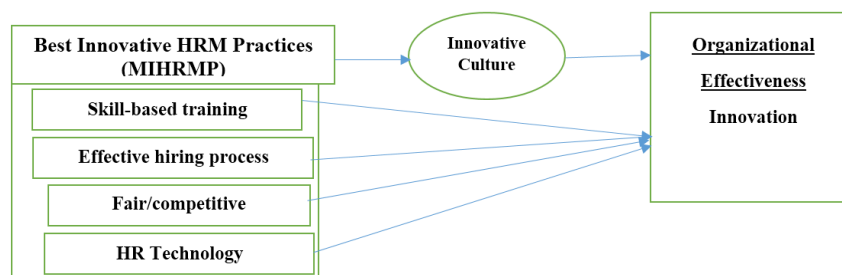 Best Innovative HRM Practices
(MIHRMP)
Skill-based training
Effective hiring process
Fair/competitive
HR Technology
Innovative
Culture
Organizational
Effectiveness
Innovation